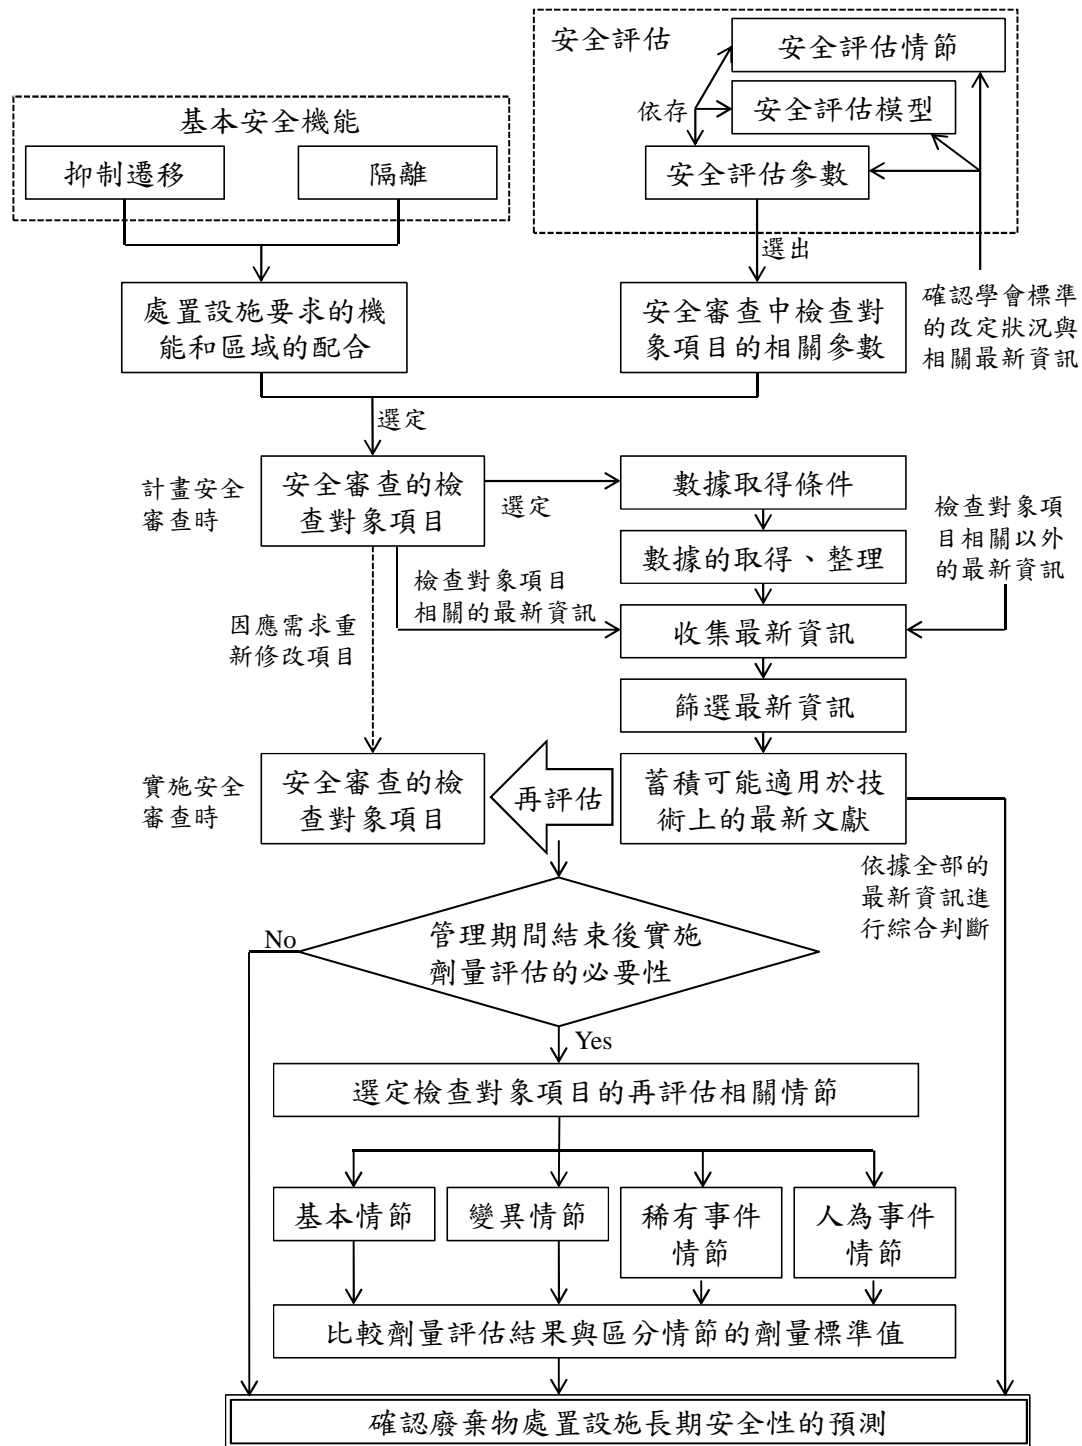 安全評估
安全評估情節
依存
安全評估模型
安全評估參數
基本安全機能
抑制遷移
隔離
選出
處置設施要求的機
能和區域的配合
安全審查中檢查對
象項目的相關參數
確認學會標準
的改定狀況與
相關最新資訊
選定
計畫安全
審查時
安全審查的檢
查對象項目
選定
數據取得條件
數據的取得、整理
檢查對象項
目相關以外
的最新資訊
檢查對象項目
相關的最新資訊
收集最新資訊
因應需求重
新修改項目
篩選最新資訊
實施安全
審查時
安全審查的檢
查對象項目
再評估
蓄積可能適用於技
術上的最新文獻
依據全部的
最新資訊進
行綜合判斷
No
管理期間結束後實施
劑量評估的必要性
Yes
選定檢查對象項目的再評估相關情節
基本情節
變異情節
稀有事件
情節
人為事件
情節
比較劑量評估結果與區分情節的劑量標準值
確認廢棄物處置設施長期安全性的預測